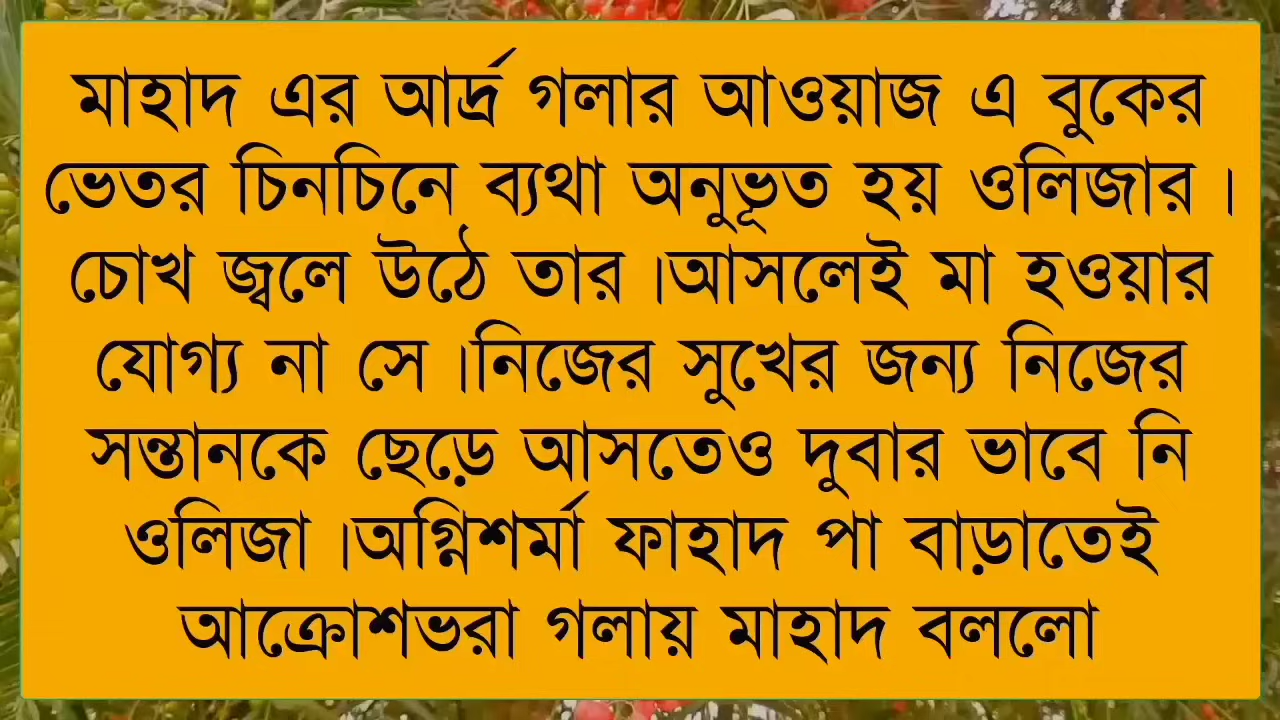 মাহাদ এর আর্দ্র গলার আওয়াজ এ বুকের
ভেতর চিনচিনে ব্যথা অনুভূত হয় ওলিজার ।
চোখ জ্বলে উঠে তার ।আসলেই মা হওয়ার
যোগ্য না সে ।নিজের সুখের জন্য নিজের
সন্তানকে ছেড়ে আসতেও দুবার ভাবে নি
ওলিজা ।অগ্নিশর্মা ফাহাদ পা বাড়াতেই
আক্রোশভরা গলায় মাহাদ বললো